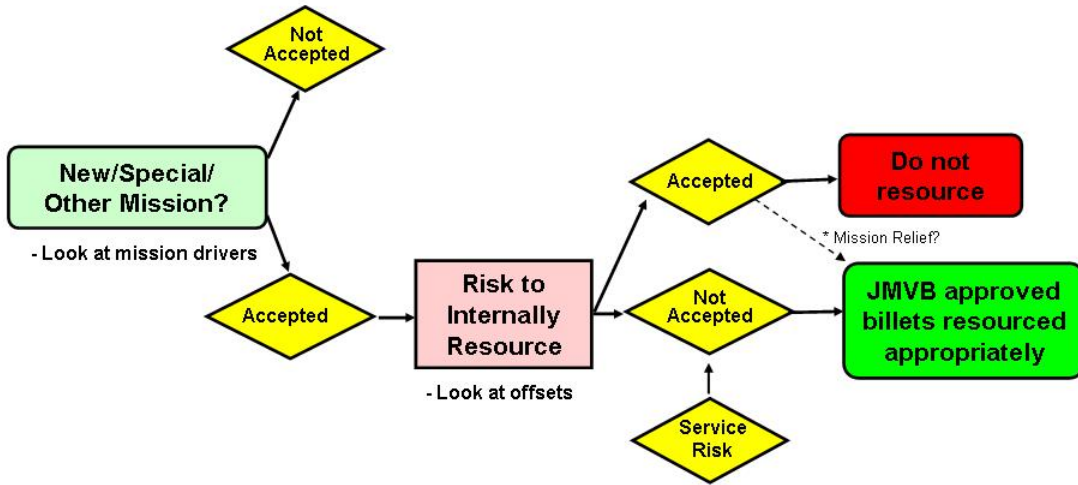 Not
Accepted
New/Special/
Other Mission?
- Look at mission drivers
Accepted
Risk to
Internally
Resource
- Look at offsets
Accepted
Do not
resource
* Mission Relief?
Not
Accepted
JMVB approved
billets resourced
appropriately
Service
Risk